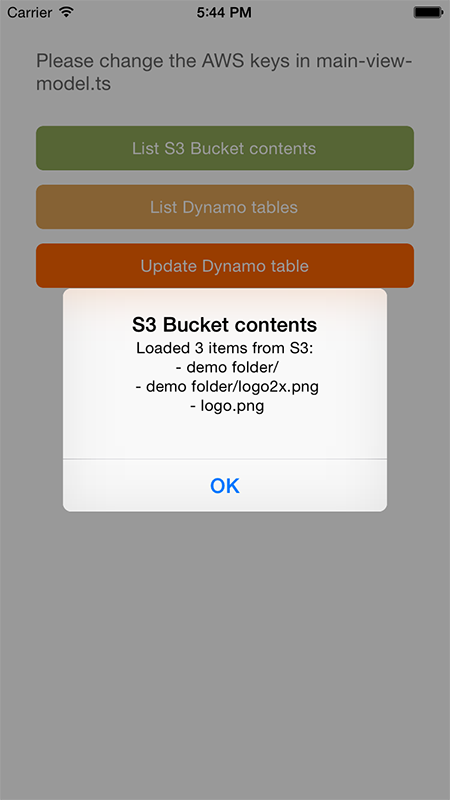 Carrier 5:44 PM
Please change the AWS keys in main-view-
model.ts
List S3 Bucket contents
List Dynamo tables
Update Dynamo table
S3 Bucket contents
Loaded 3 items from S3:
- demo folder/
- demo folder/logo2x.png
- logo.png
OK